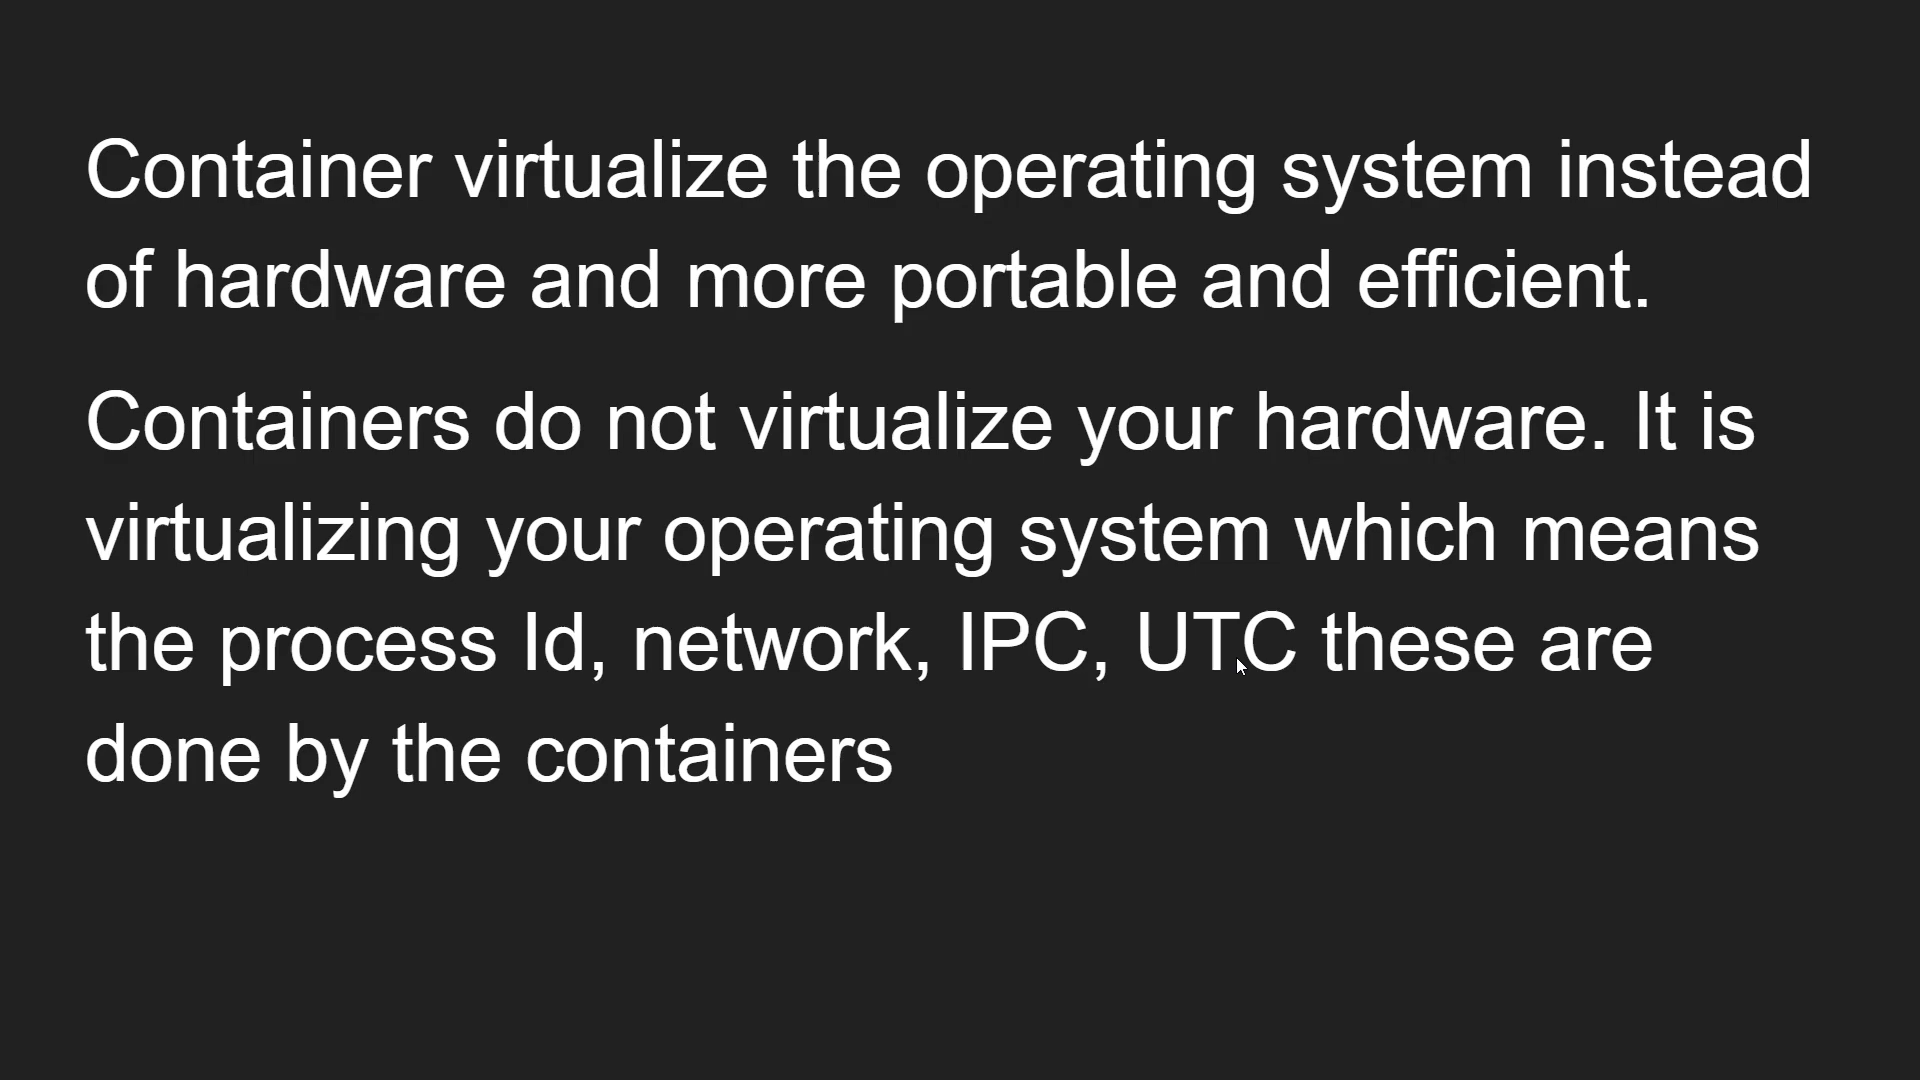 Container virtualize the operating system instead
of hardware and more portable and efficient.
Containers do not virtualize your hardware. It is
virtualizing your operating system which means
the process Id, network, IPC, UTC these are
done by the containers